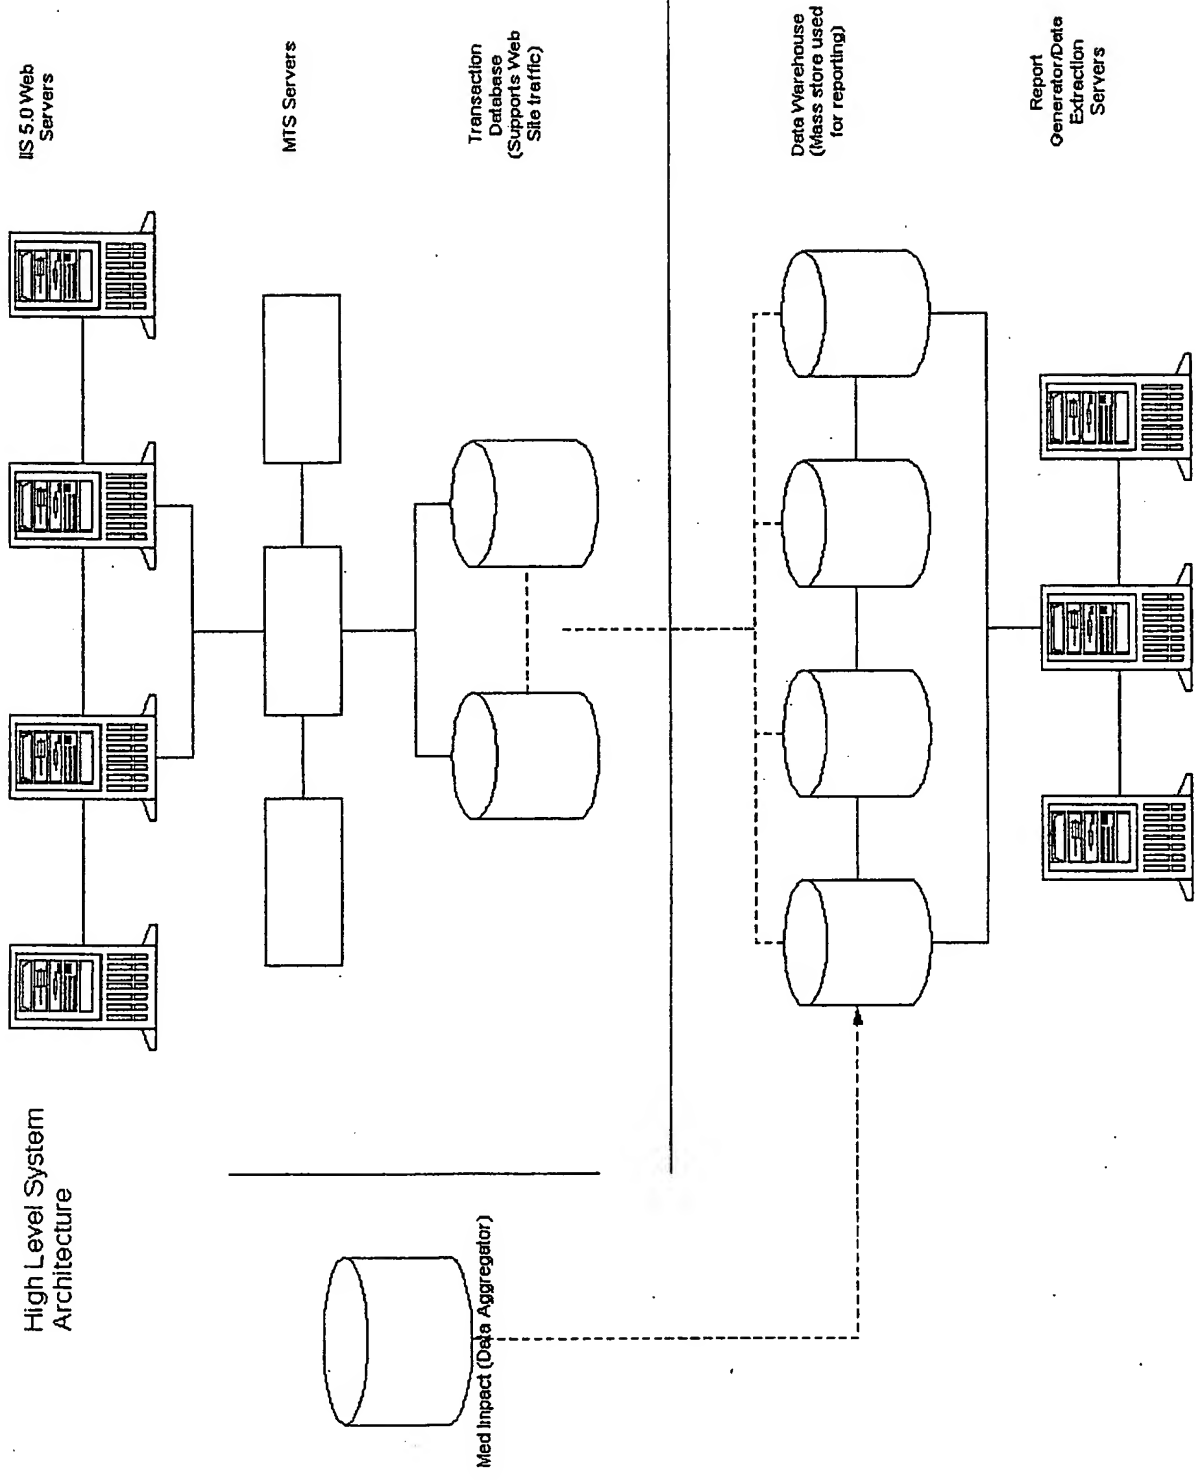 High Level System
Architecture
IIS 5.0 Web
Servers
MTS Servers
Transaction
Database
(Supports Web
Site traffic)
Med Impact (Data Aggregator)
Data Warehouse
(Mass store used
for reporting)
Report
Generator/Data
Extraction
Servers